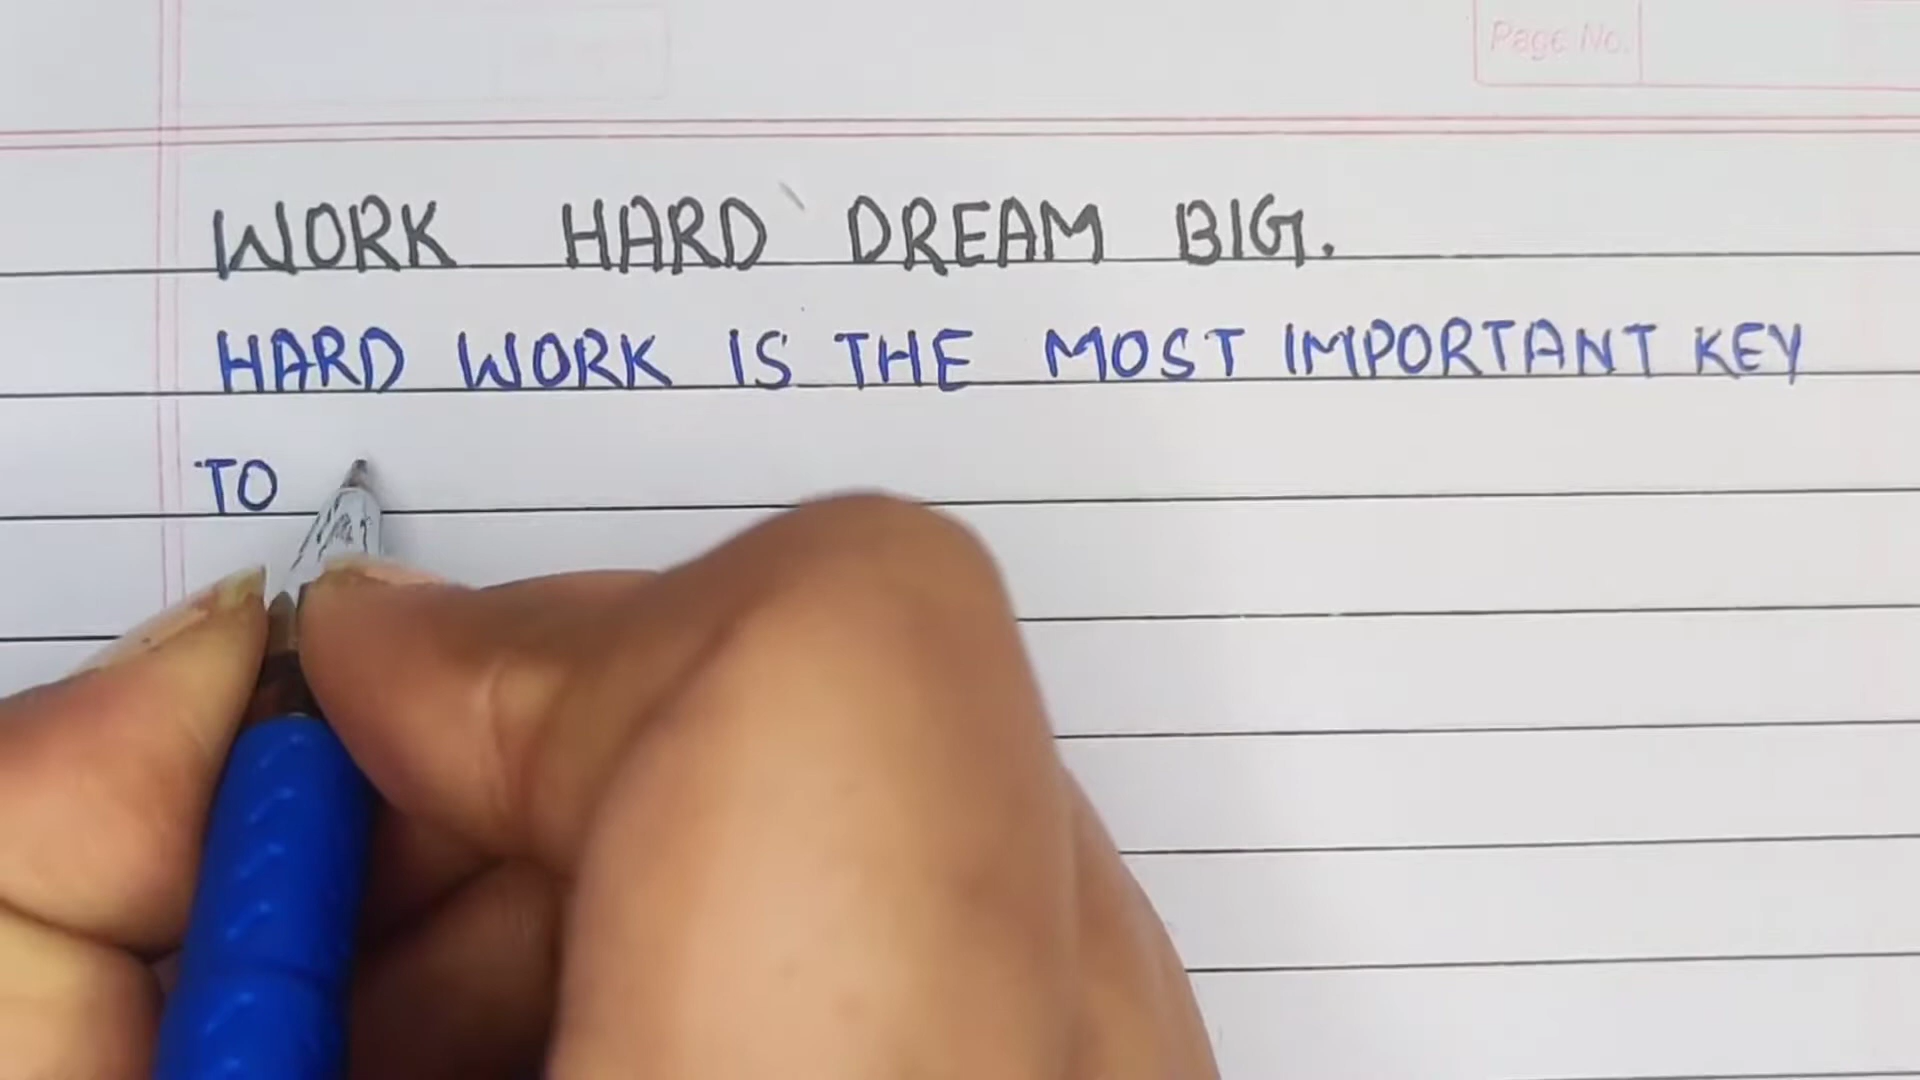 Page No.
WORK HARD DREAM BIG.
HARD WORK IS THE MOST IMPORTANT KEY
TO